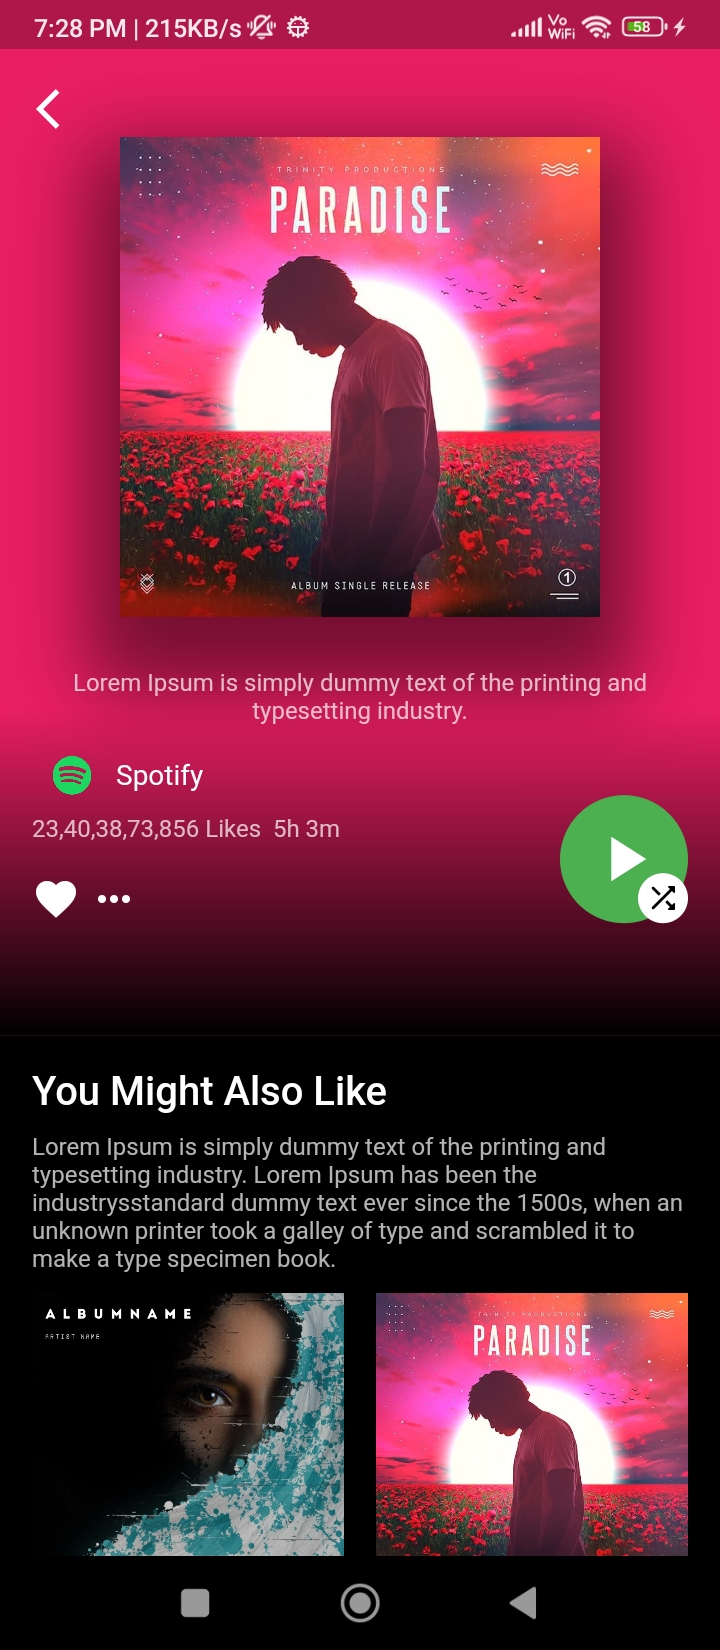 7:28 PM | 215KB/s
Vo
WiFi
58
TRINITY PRODUCTIONS
PARADISE
ALBUM SINGLE RELEASE
1
Lorem Ipsum is simply dummy text of the printing and
typesetting industry.
Spotify
23,40,38,73,856 Likes 5h 3m
You Might Also Like
Lorem Ipsum is simply dummy text of the printing and
typesetting industry. Lorem Ipsum has been the
industrysstandard dummy text ever since the 1500s, when an
unknown printer took a galley of type and scrambled it to
make a type specimen book.
ALBUMNAME
ARTIST NAME
TRINITY PRODUCTIONS
PARADISE